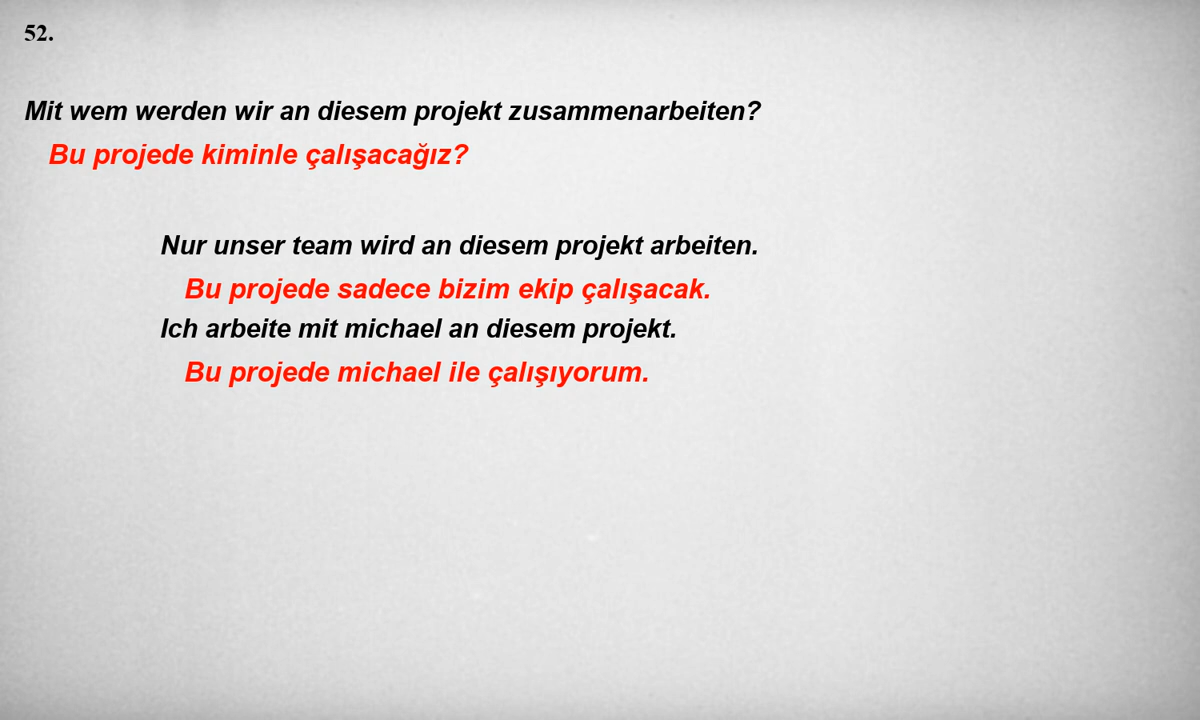 52.
Mit wem werden wir an diesem projekt zusammenarbeiten?
Bu projede kiminle çalışacağız?
Nur unser team wird an diesem projekt arbeiten.
Bu projede sadece bizim ekip çalışacak.
Ich arbeite mit michael an diesem projekt.
Bu projede michael ile çalışıyorum.